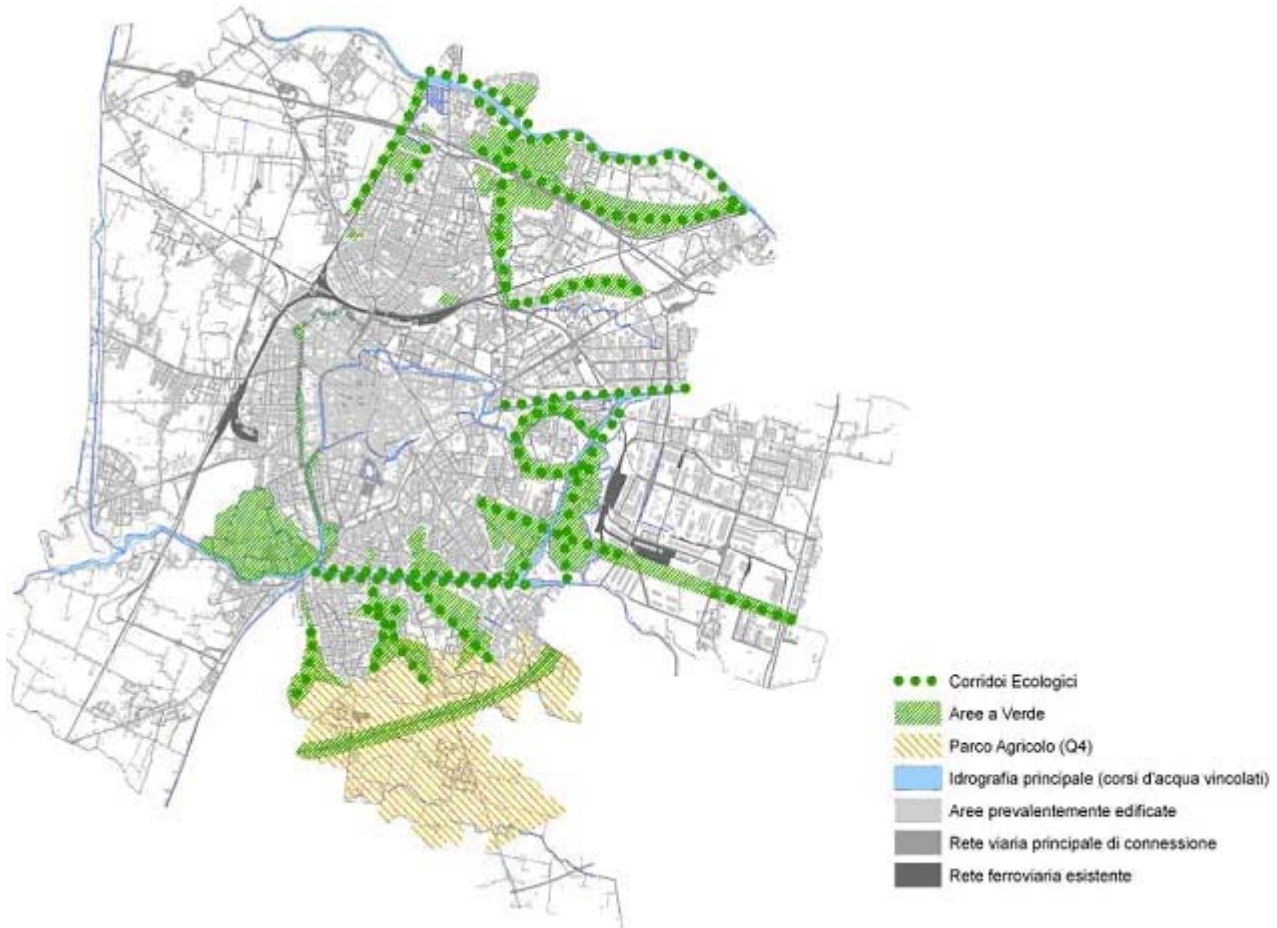 Corridoi Ecologici
Aree a Verde
Parco Agricolo (Q4)
Idrografia principale (corsi d'acqua vincolati)
Aree prevalentemente edificate
Rete viaria principale di connessione
Rete ferroviaria esistente